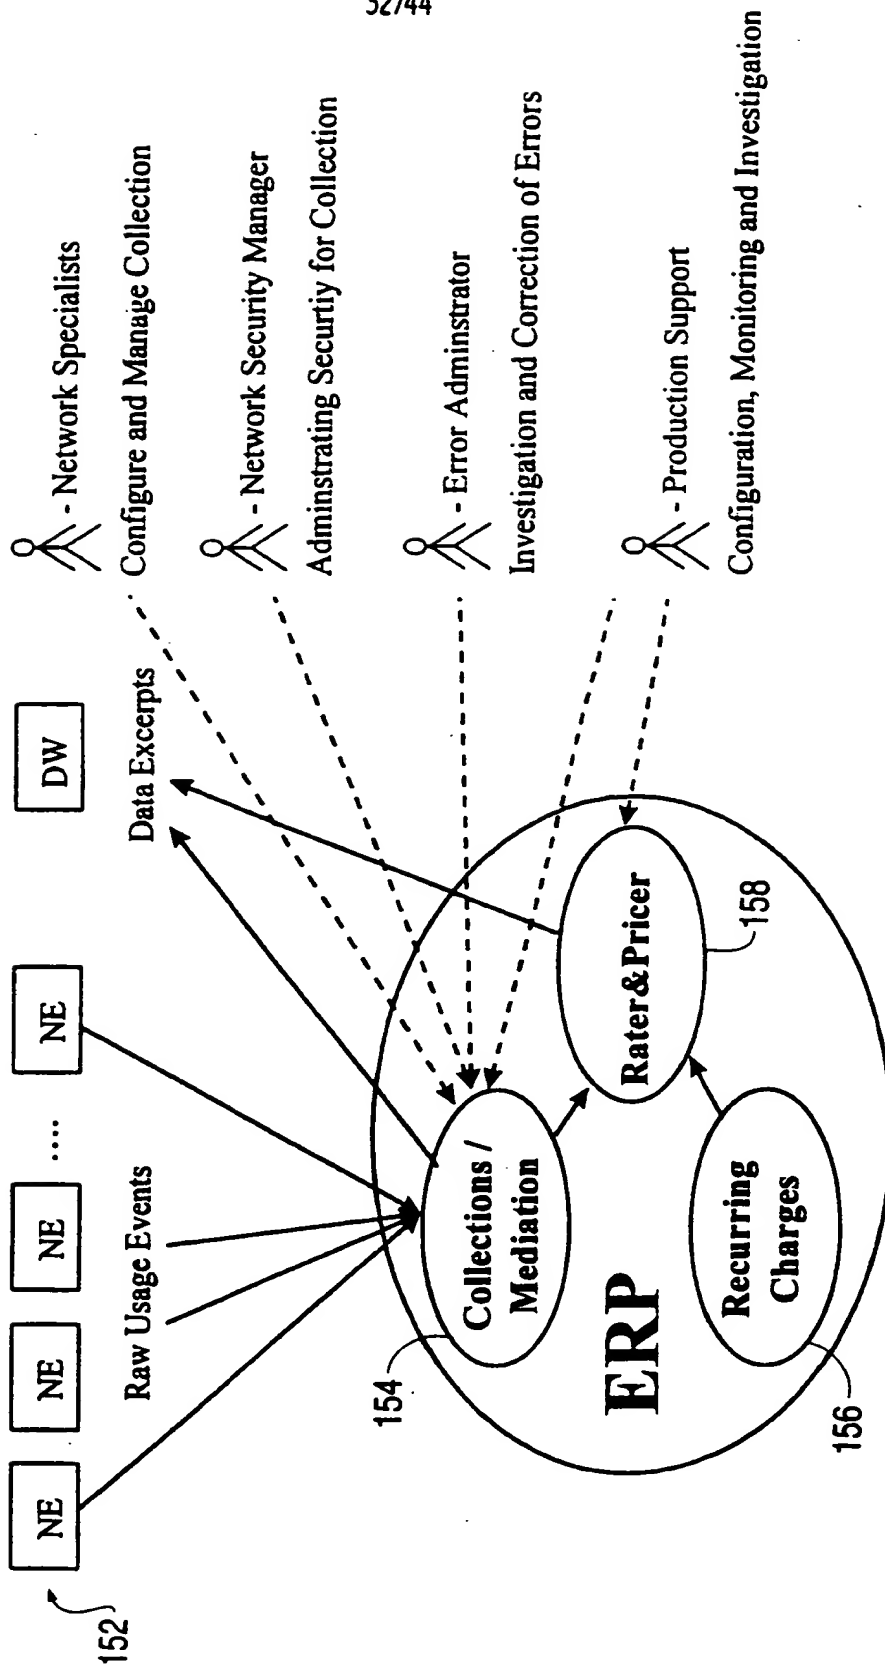 32/44
NE
NE
NE
....
NE
DW
152
Raw Usage Events
Data Excerpts
- Network Specialists
Configure and Manage Collection
- Network Security Manager
Adminstrating Securtiy for Collection
- Error Adminstrator
Investigation and Correction of Errors
- Production Support
Configuration, Monitoring and Investigation
154
Collections /
Mediation
ERP
Rater&Pricer
158
Recurring
Charges
156